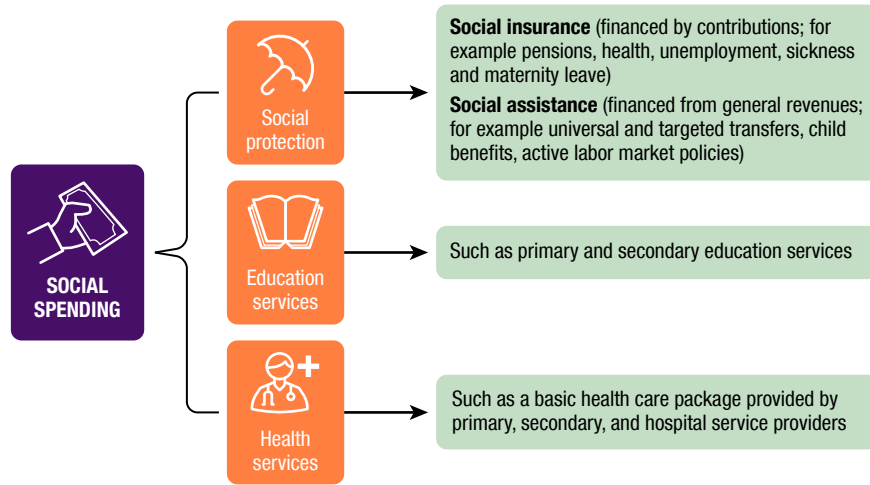 SOCIAL
SPENDING
Social
protection
Social insurance (financed by contributions; for
example pensions, health, unemployment, sickness
and maternity leave)
Social assistance (financed from general revenues;
for example universal and targeted transfers, child
benefits, active labor market policies)
Education
services
Such as primary and secondary education services
Health
services
Such as a basic health care package provided by
primary, secondary, and hospital service providers